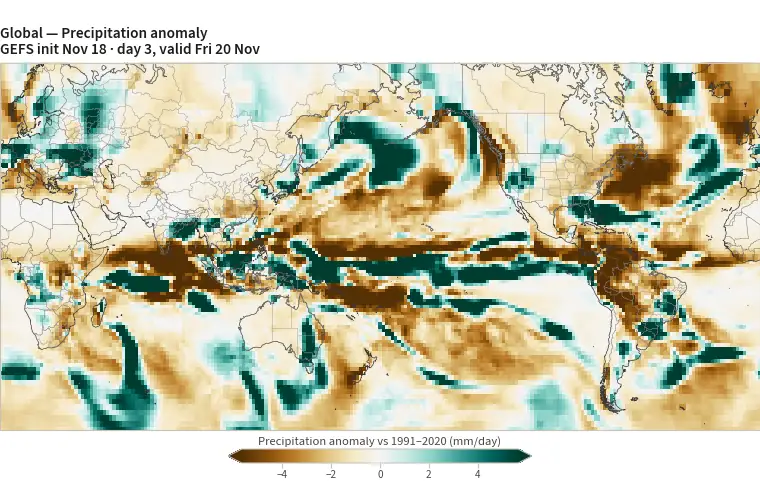 Global — Precipitation anomaly
GEFS init Nov 18 · day 3, valid Fri 20 Nov
Precipitation anomaly vs 1991–2020 (mm/day)
−4 −2 0 2 4